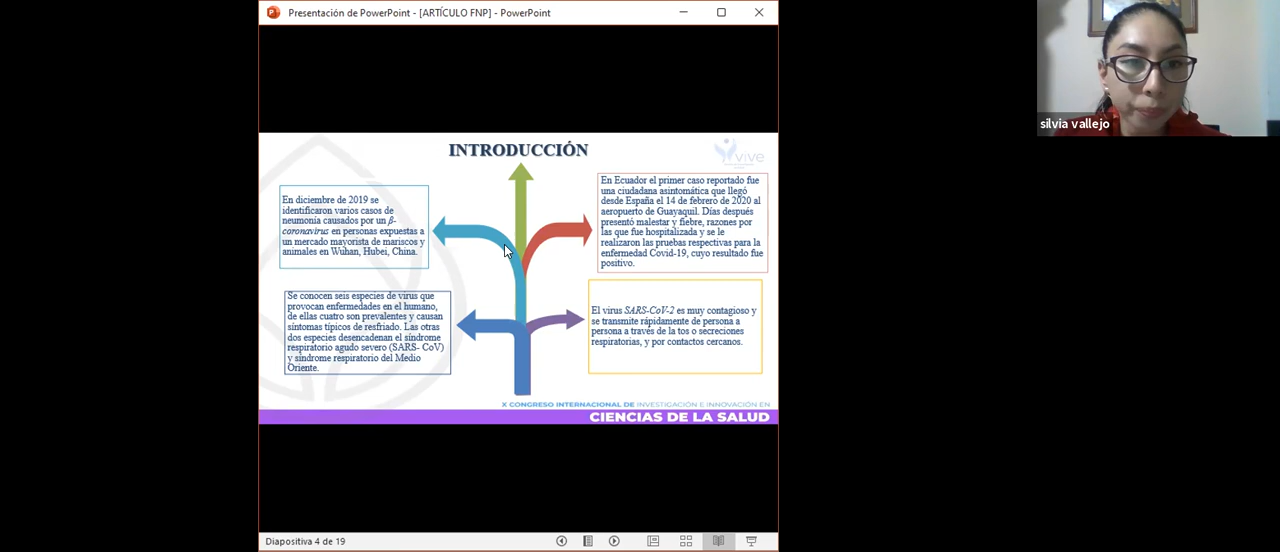 Presentación de PowerPoint - [ARTÍCULO FNP] - PowerPoint
silvia vallejo
INTRODUCCIÓN
vive
En diciembre de 2019 se
identificaron varios casos de
neumonía causados por un β-
coronavirus en personas expuestas a
un mercado mayorista de mariscos y
animales en Wuhan, Hubei, China.
En Ecuador el primer caso reportado fue
una ciudadana asintomática que llegó
desde España el 14 de febrero de 2020 al
aeropuerto de Guayaquil. Días después
presentó malestar y fiebre, razones por
las que fue hospitalizada y se le
realizaron las pruebas respectivas para la
enfermedad Covid-19, cuyo resultado fue
positivo.
Se conocen seis especies de virus que
provocan enfermedades en el humano,
de ellas cuatro son prevalentes y causan
síntomas típicos de resfriado. Las otras
dos especies desencadenan el síndrome
respiratorio agudo severo (SARS- CoV)
y síndrome respiratorio del Medio
Oriente.
El virus SARS-CoV-2 es muy contagioso y
se transmite rápidamente de persona a
persona a través de la tos o secreciones
respiratorias, y por contactos cercanos.
X CONGRESO INTERNACIONAL DE INVESTIGACIÓN E INNOVACIÓN EN
CIENCIAS DE LA SALUD
Diapositiva 4 de 19